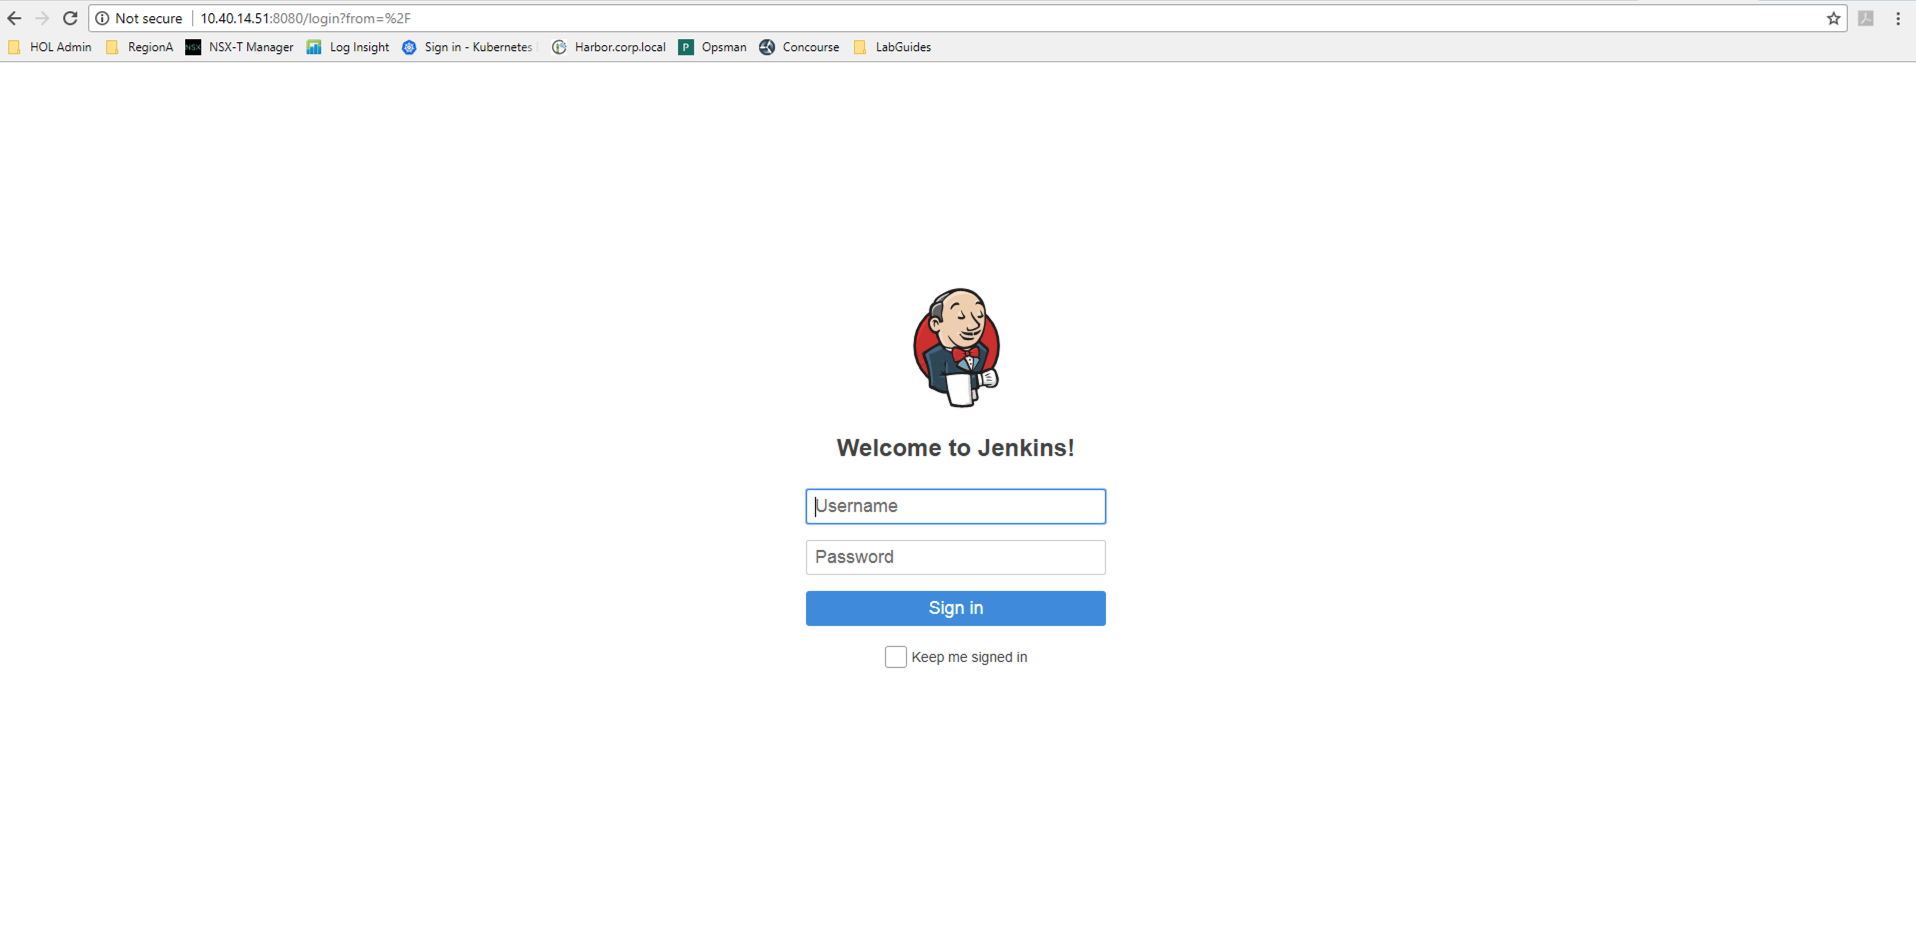 Not secure 10.40.14.51:8080/login?from=%2F
HOL Admin RegionA NSX NSX-T Manager Log Insight Sign in - Kubernetes Harbor.corp.local P Opsman Concourse LabGuides
Welcome to Jenkins!
Username
Password
Sign in
Keep me signed in